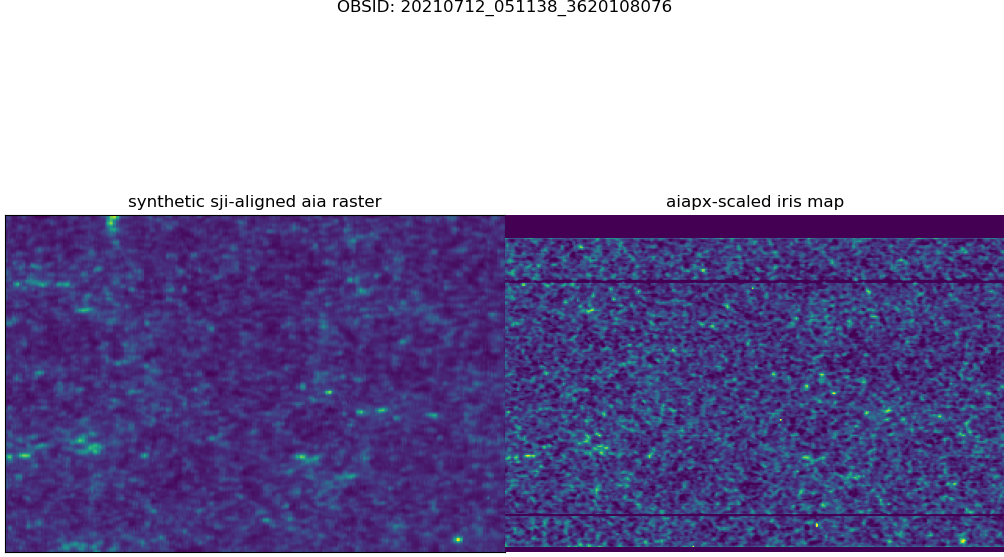 OBSID: 20210712_051138_3620108076
synthetic sji-aligned aia raster
aiapx-scaled iris map